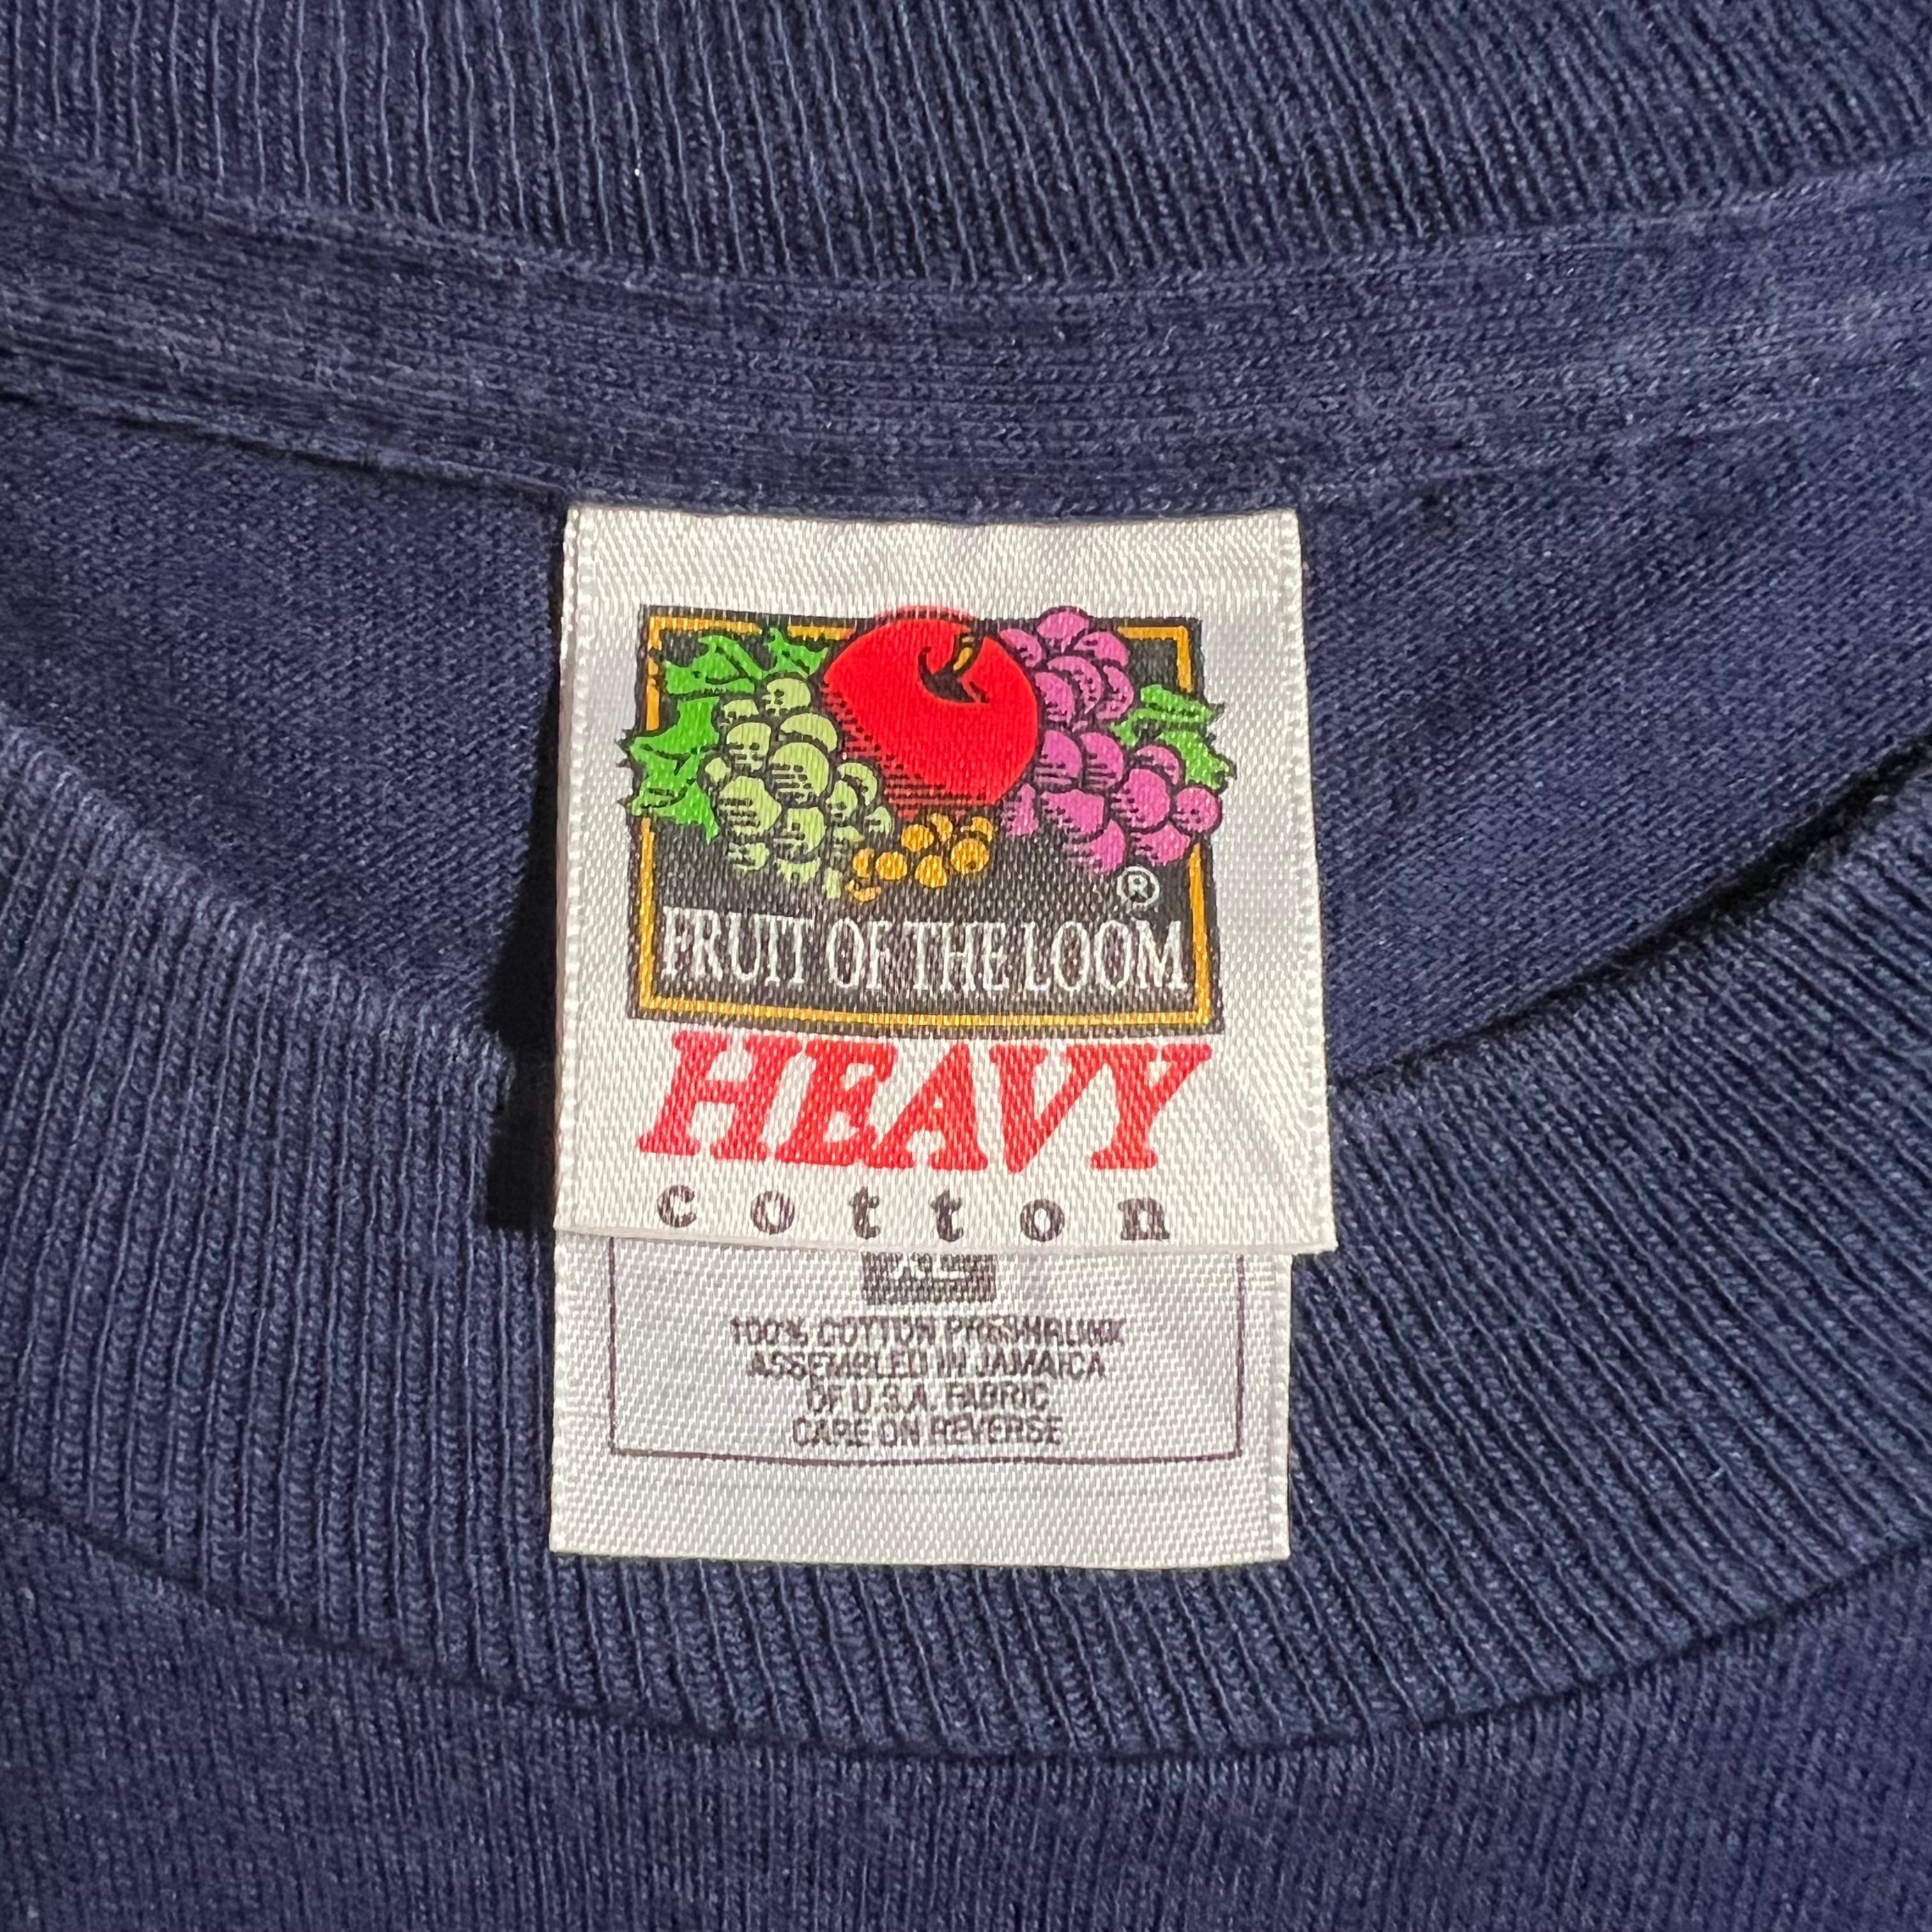 ®
FRUIT OF THE LOOM
HEAVY
cotton
100% COTTON PRESHRUNK
ASSEMBLED IN JAMAICA
OF U.S.A. FABRIC
CARE ON REVERSE